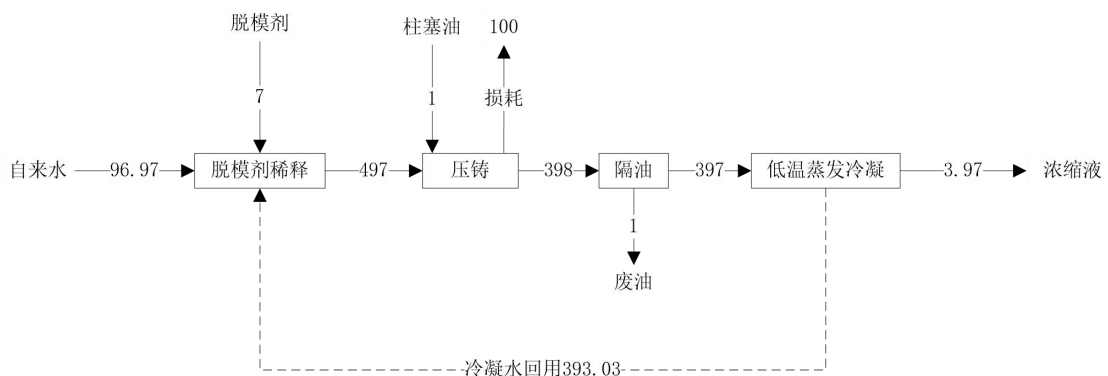 脱模剂
柱塞油
100
7
1
损耗
自来水
96.97
脱模剂稀释
497
压铸
398
隔油
397
低温蒸发冷凝
3.97
浓缩液
1
废油
冷凝水回用393.03